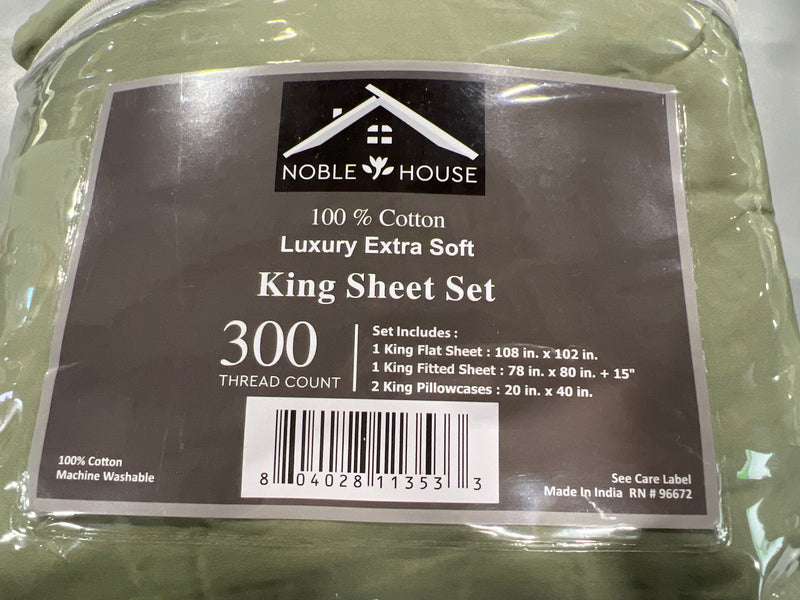 NOBLE HOUSE
100 % Cotton
Luxury Extra Soft
King Sheet Set
300
THREAD COUNT
Set Includes :
1 King Flat Sheet : 108 in. x 102 in.
1 King Fitted Sheet : 78 in. x 80 in. + 15"
2 King Pillowcases : 20 in. x 40 in.
8 04028 11353 3
100% Cotton
Machine Washable
See Care Label
Made In India RN # 96672